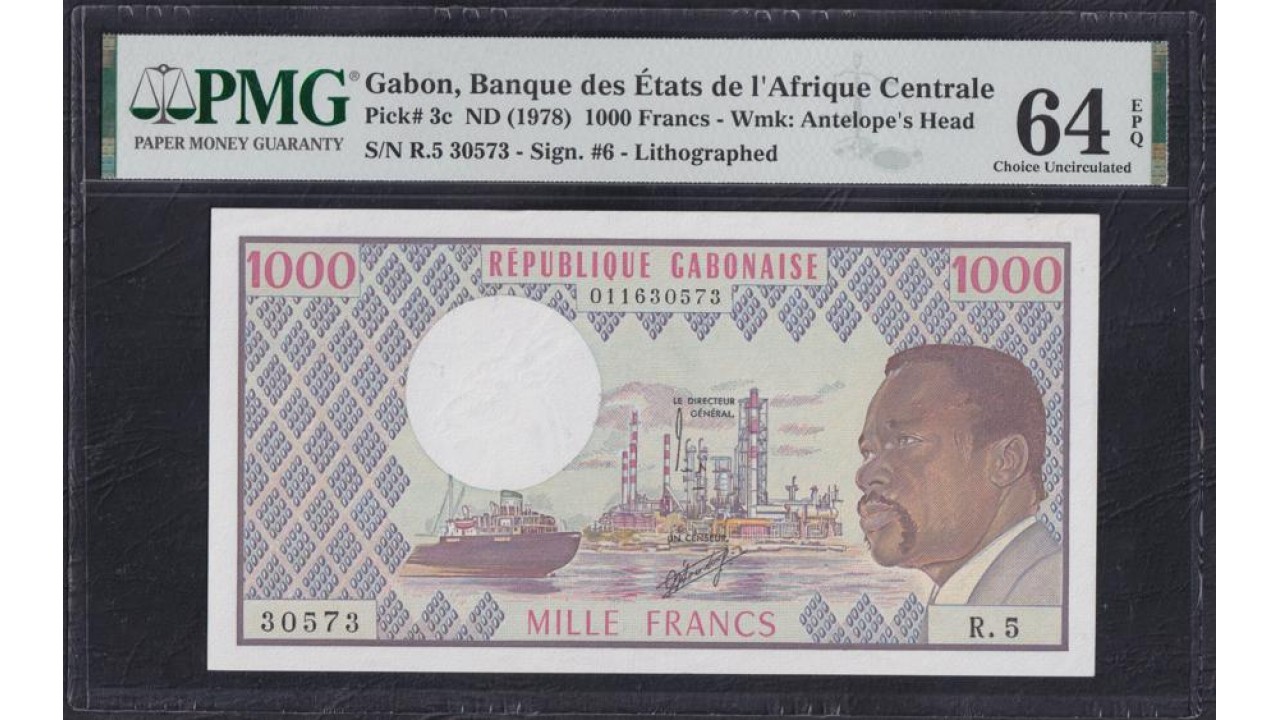 PMG®
PAPER MONEY GUARANTY
Gabon, Banque des États de l'Afrique Centrale
Pick# 3c ND (1978) 1000 Francs - Wmk: Antelope's Head
S/N R.5 30573 - Sign. #6 - Lithographed
64
EPQ
Choice Uncirculated
1000
RÉPUBLIQUE GABONAISE
1000
011630573
LE DIRECTEUR
GÉNÉRAL,
UN CENSEUR,
30573
MILLE FRANCS
R.5